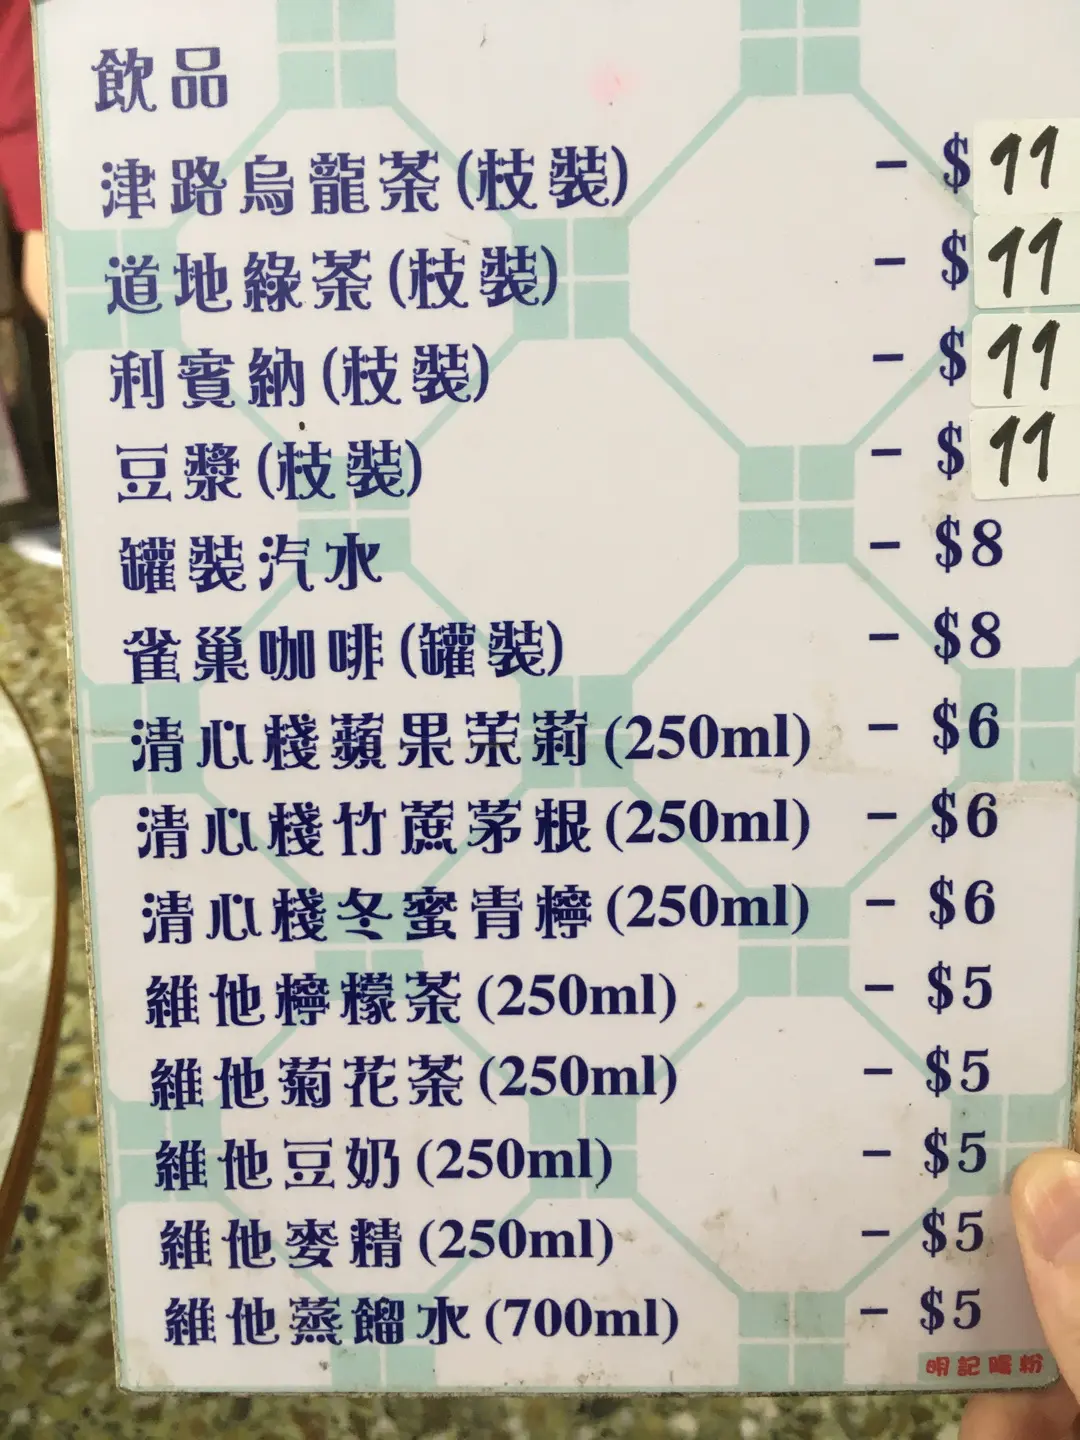 飲品
津路烏龍茶(枝裝) - $11
道地綠茶(枝裝) - $11
利賓納(枝裝) - $11
豆漿(枝裝) - $11
罐裝汽水 - $8
雀巢咖啡(罐裝) - $8
清心棧蘋果茉莉(250ml) - $6
清心棧竹蔗茅根(250ml) - $6
清心棧冬蜜青檸(250ml) - $6
維他檸檬茶(250ml) - $5
維他菊花茶(250ml) - $5
維他豆奶(250ml) - $5
維他麥精(250ml) - $5
維他蒸餾水(700ml) - $5
明記腸粉